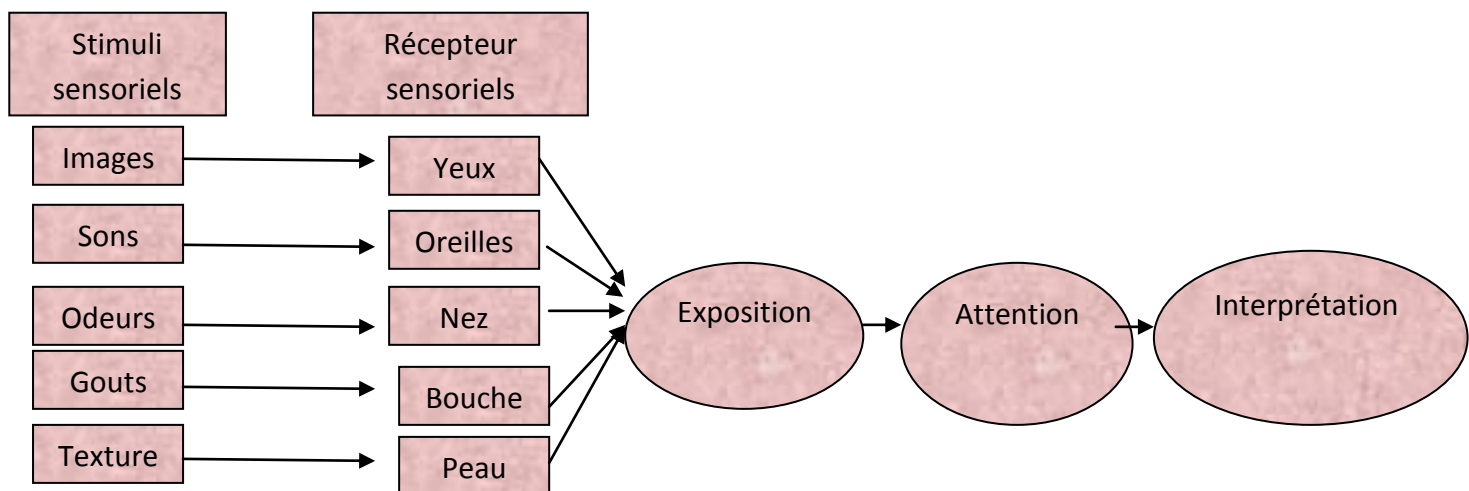 Stimuli
sensoriels
Récepteur
sensoriels
Images
Yeux
Sons
Oreilles
Odeurs
Nez
Gouts
Bouche
Texture
Peau
Exposition
Attention
Interprétation